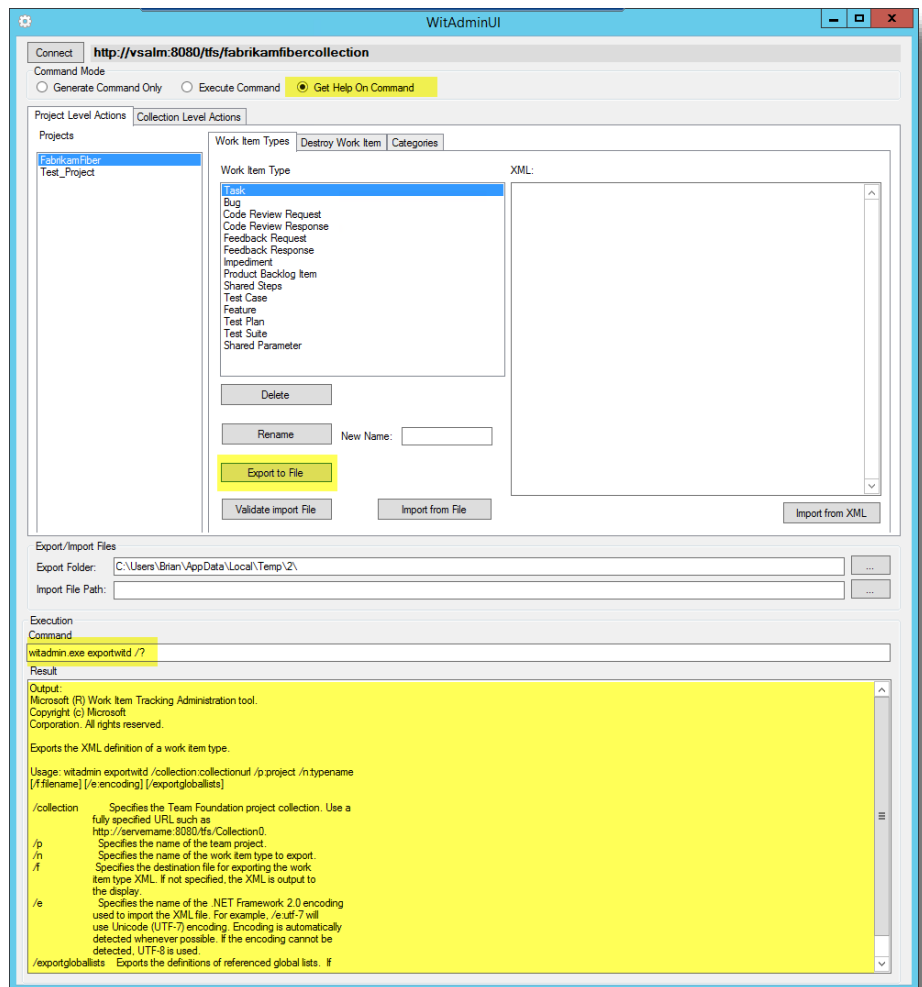 WitAdminUI
Connect http://vsalm:8080/tfs/fabrikamfibercollection
Command Mode
Generate Command Only Execute Command Get Help On Command
Project Level Actions Collection Level Actions
Projects
FabrikamFiber
Test_Project
Work Item Types Destroy Work Item Categories
Work Item Type XML:
Task
Bug
Code Review Request
Code Review Response
Feedback Request
Feedback Response
Impediment
Product Backlog Item
Shared Steps
Test Case
Feature
Test Plan
Test Suite
Shared Parameter
Delete
Rename New Name:
Export to File
Validate import File Import from File Import from XML
Export/Import Files
Export Folder: C:\Users\Brian\AppData\Local\Temp\2\ ...
Import File Path: ...
Execution
Command
witadmin.exe exportwitd /?
Result
Output:
Microsoft (R) Work Item Tracking Administration tool.
Copyright (c) Microsoft
Corporation. All rights reserved.
Exports the XML definition of a work item type.
Usage: witadmin exportwitd /collection:collectionurl /p:project /n:typename
[/f:filename] [/e:encoding] [/exportgloballists]
/collection Specifies the Team Foundation project collection. Use a
fully specified URL such as
http://servername:8080/tfs/Collection0.
/p Specifies the name of the team project.
/n Specifies the name of the work item type to export.
/f Specifies the destination file for exporting the work
item type XML. If not specified, the XML is output to
the display.
/e Specifies the name of the .NET Framework 2.0 encoding
used to import the XML file. For example, /e:utf-7 will
use Unicode (UTF-7) encoding. Encoding is automatically
detected whenever possible. If the encoding cannot be
detected, UTF-8 is used.
/exportgloballists Exports the definitions of referenced global lists. If